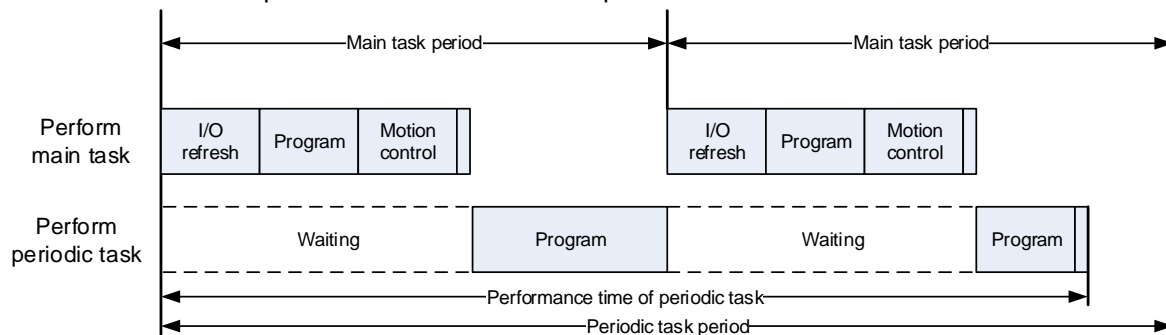 Main task period
Main task period
Perform
main task
I/O
refresh
Program
Motion
control
I/O
refresh
Program
Motion
control
Perform
periodic task
Waiting
Program
Waiting
Program
Performance time of periodic task
Periodic task period